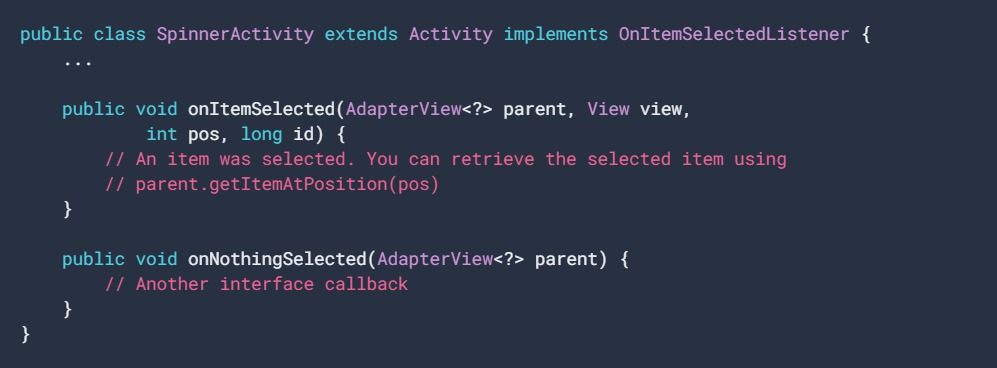 public class SpinnerActivity extends Activity implements OnItemSelectedListener {
    ...

    public void onItemSelected(AdapterView<?> parent, View view,
            int pos, long id) {
        // An item was selected. You can retrieve the selected item using
        // parent.getItemAtPosition(pos)
    }

    public void onNothingSelected(AdapterView<?> parent) {
        // Another interface callback
    }
}